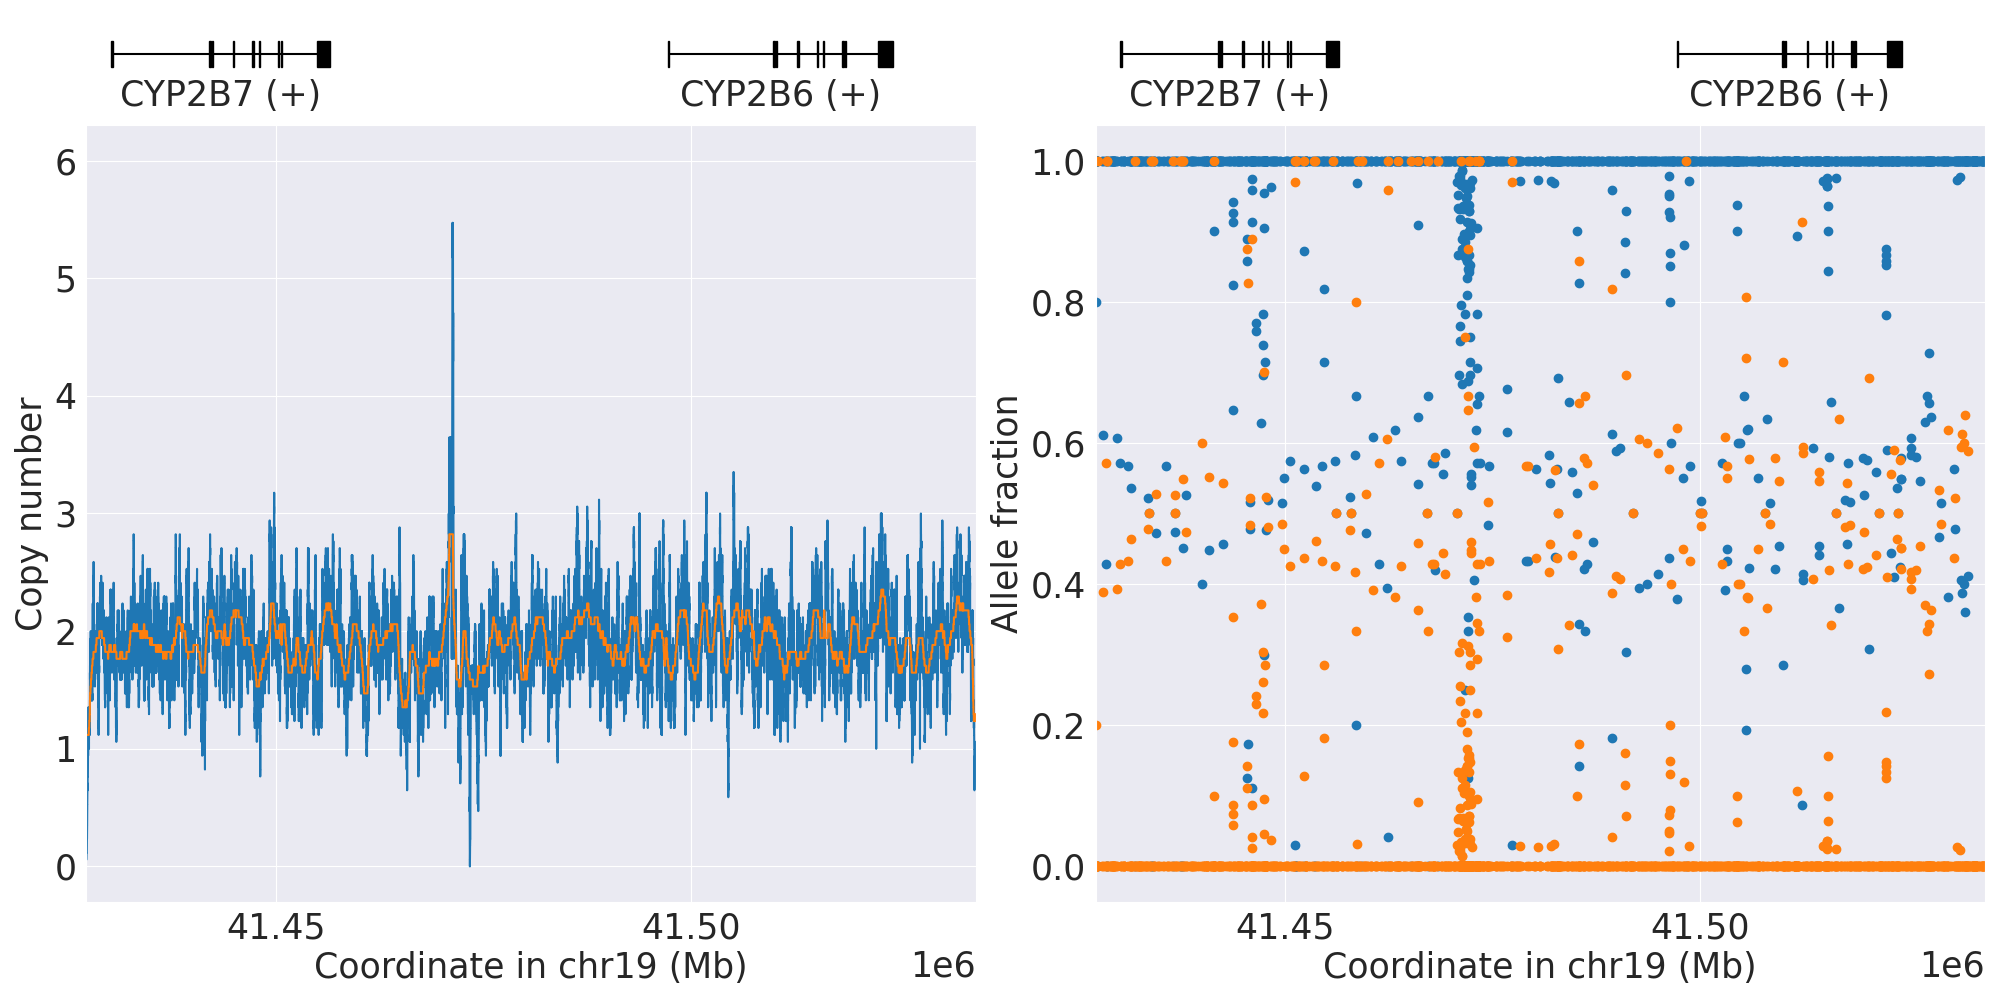 CYP2B7 (+)
CYP2B6 (+)
6
5
4
3
2
1
0
Copy number
41.45
41.50
Coordinate in chr19 (Mb)
1e6
CYP2B7 (+)
CYP2B6 (+)
1.0
0.8
0.6
0.4
0.2
0.0
Allele fraction
41.45
41.50
Coordinate in chr19 (Mb)
1e6